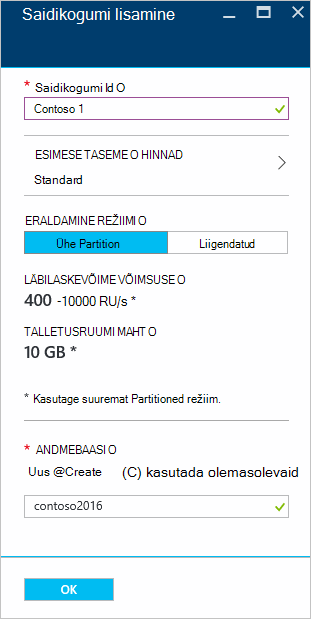 Saidikogumi lisamine
* Saidikogumi Id O
Contoso 1
ESIMESE TASEME O HINNAD
Standard
ERALDAMINE REŽIIMI O
Ühe Partition Liigendatud
LÄBILASKEVÕIME VÕIMSUSE O
400 -10000 RU/s *
TALLETUSRUUMI MAHT O
10 GB *
* Kasutage suuremat Partitioned režiim.
* ANDMEBAASI O
Uus @Create (C) kasutada olemasolevaid
contoso2016
OK